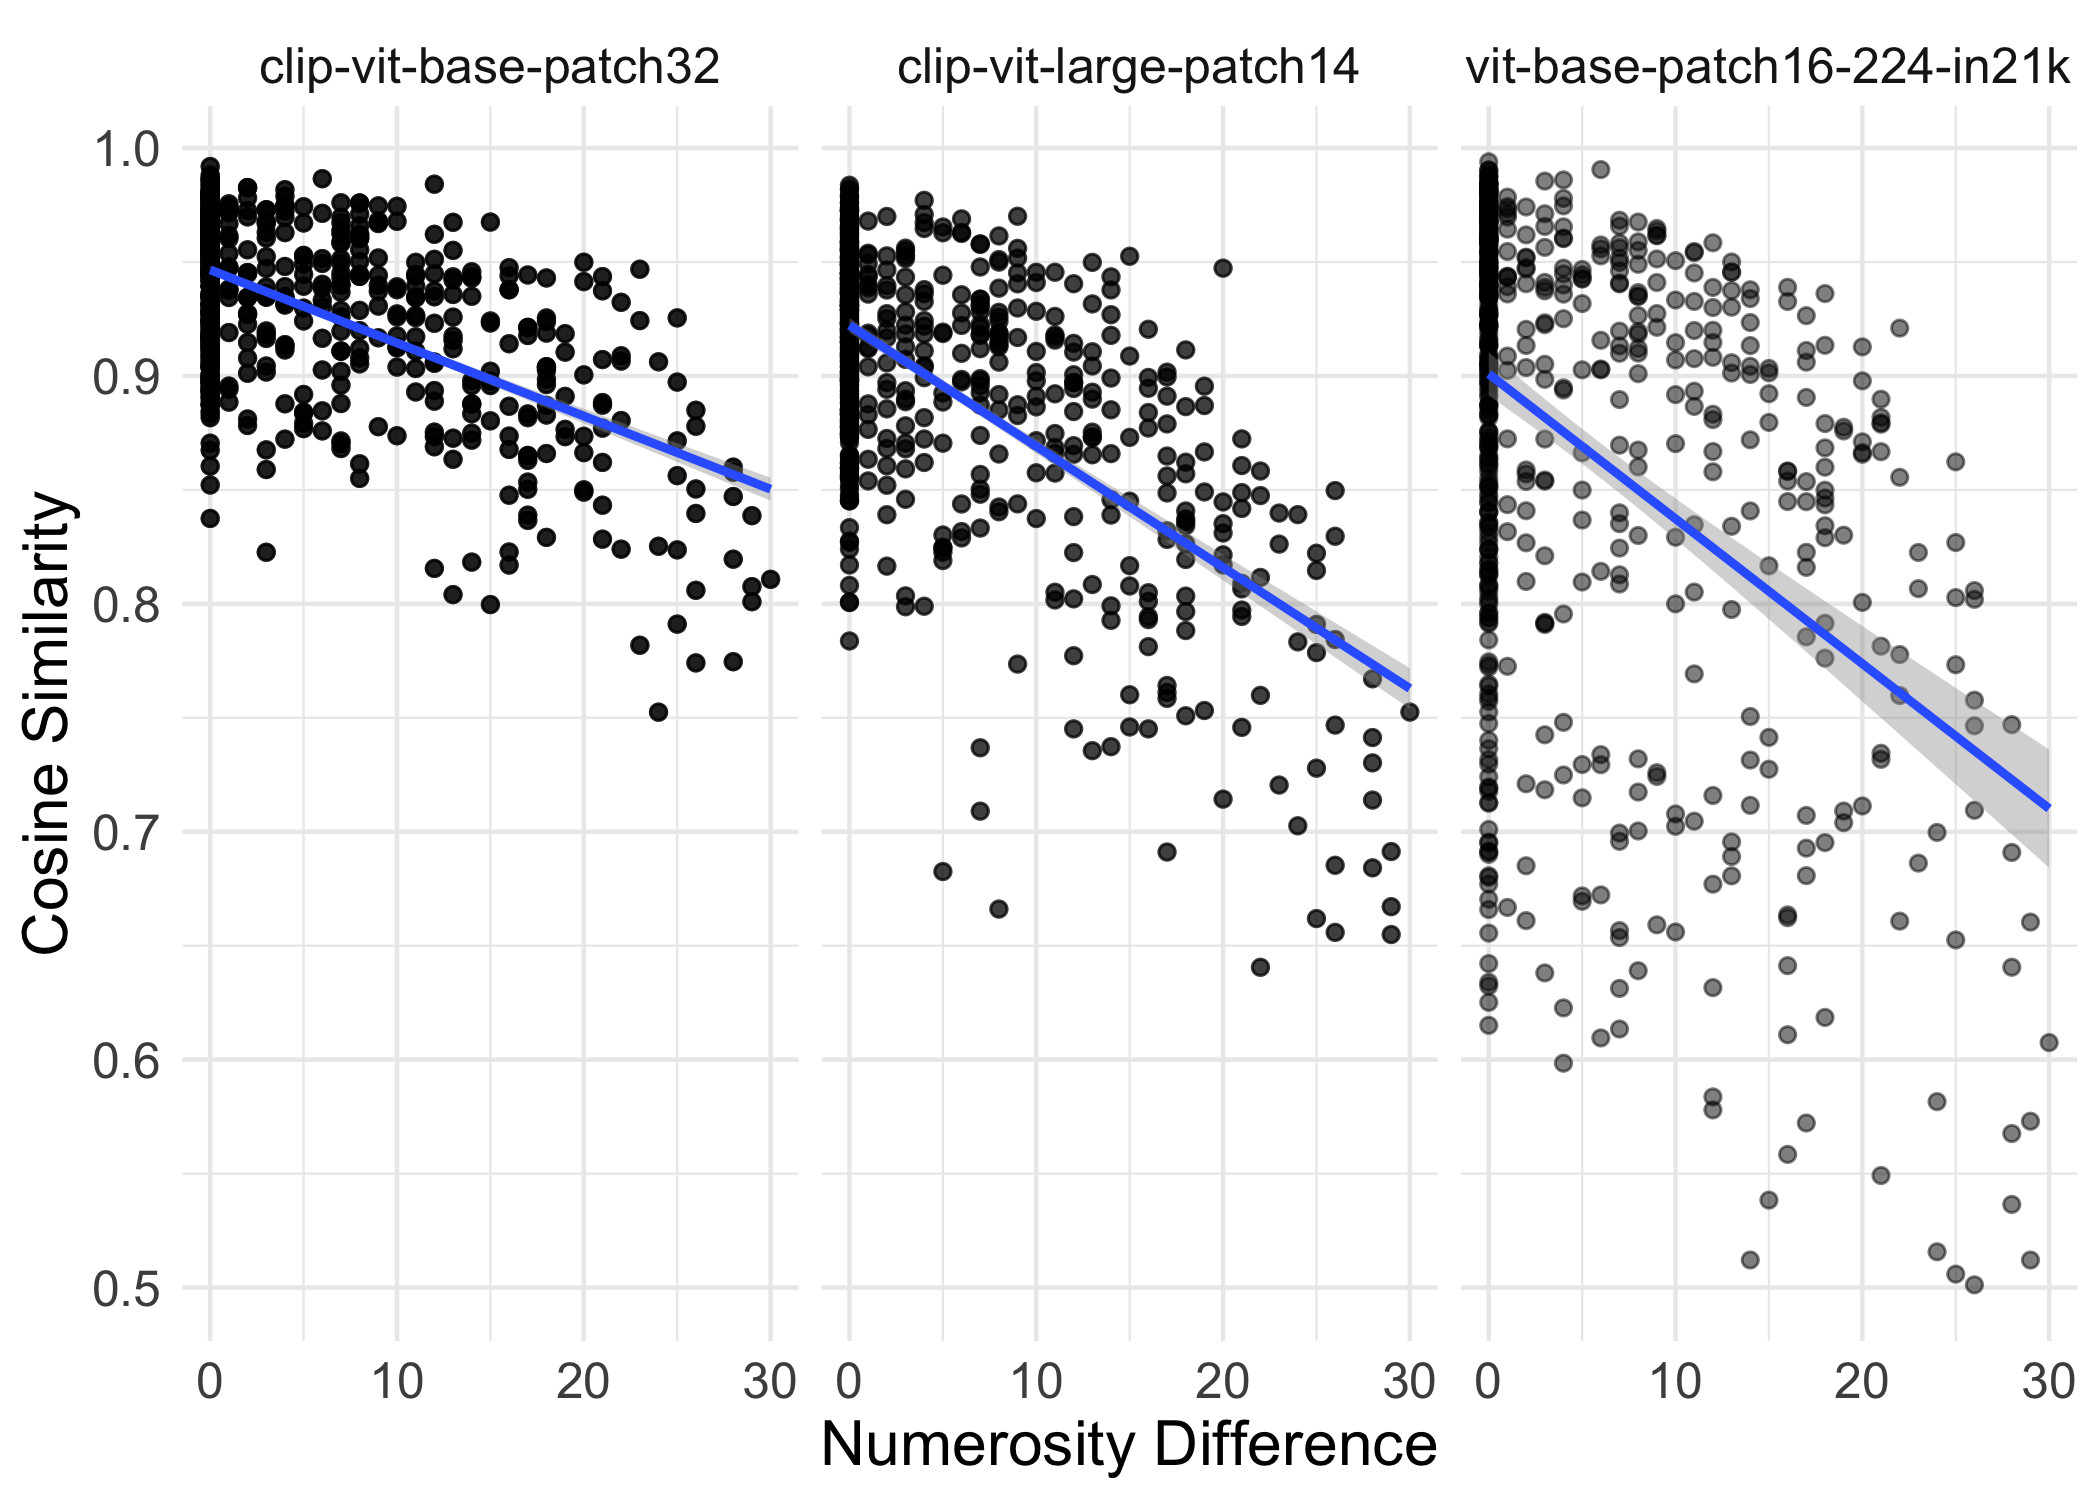 clip-vit-base-patch32 clip-vit-large-patch14 vit-base-patch16-224-in21k
1.0
0.9
0.8
0.7
0.6
0.5
Cosine Similarity
0 10 20 30 0 10 20 30 0 10 20 30
Numerosity Difference